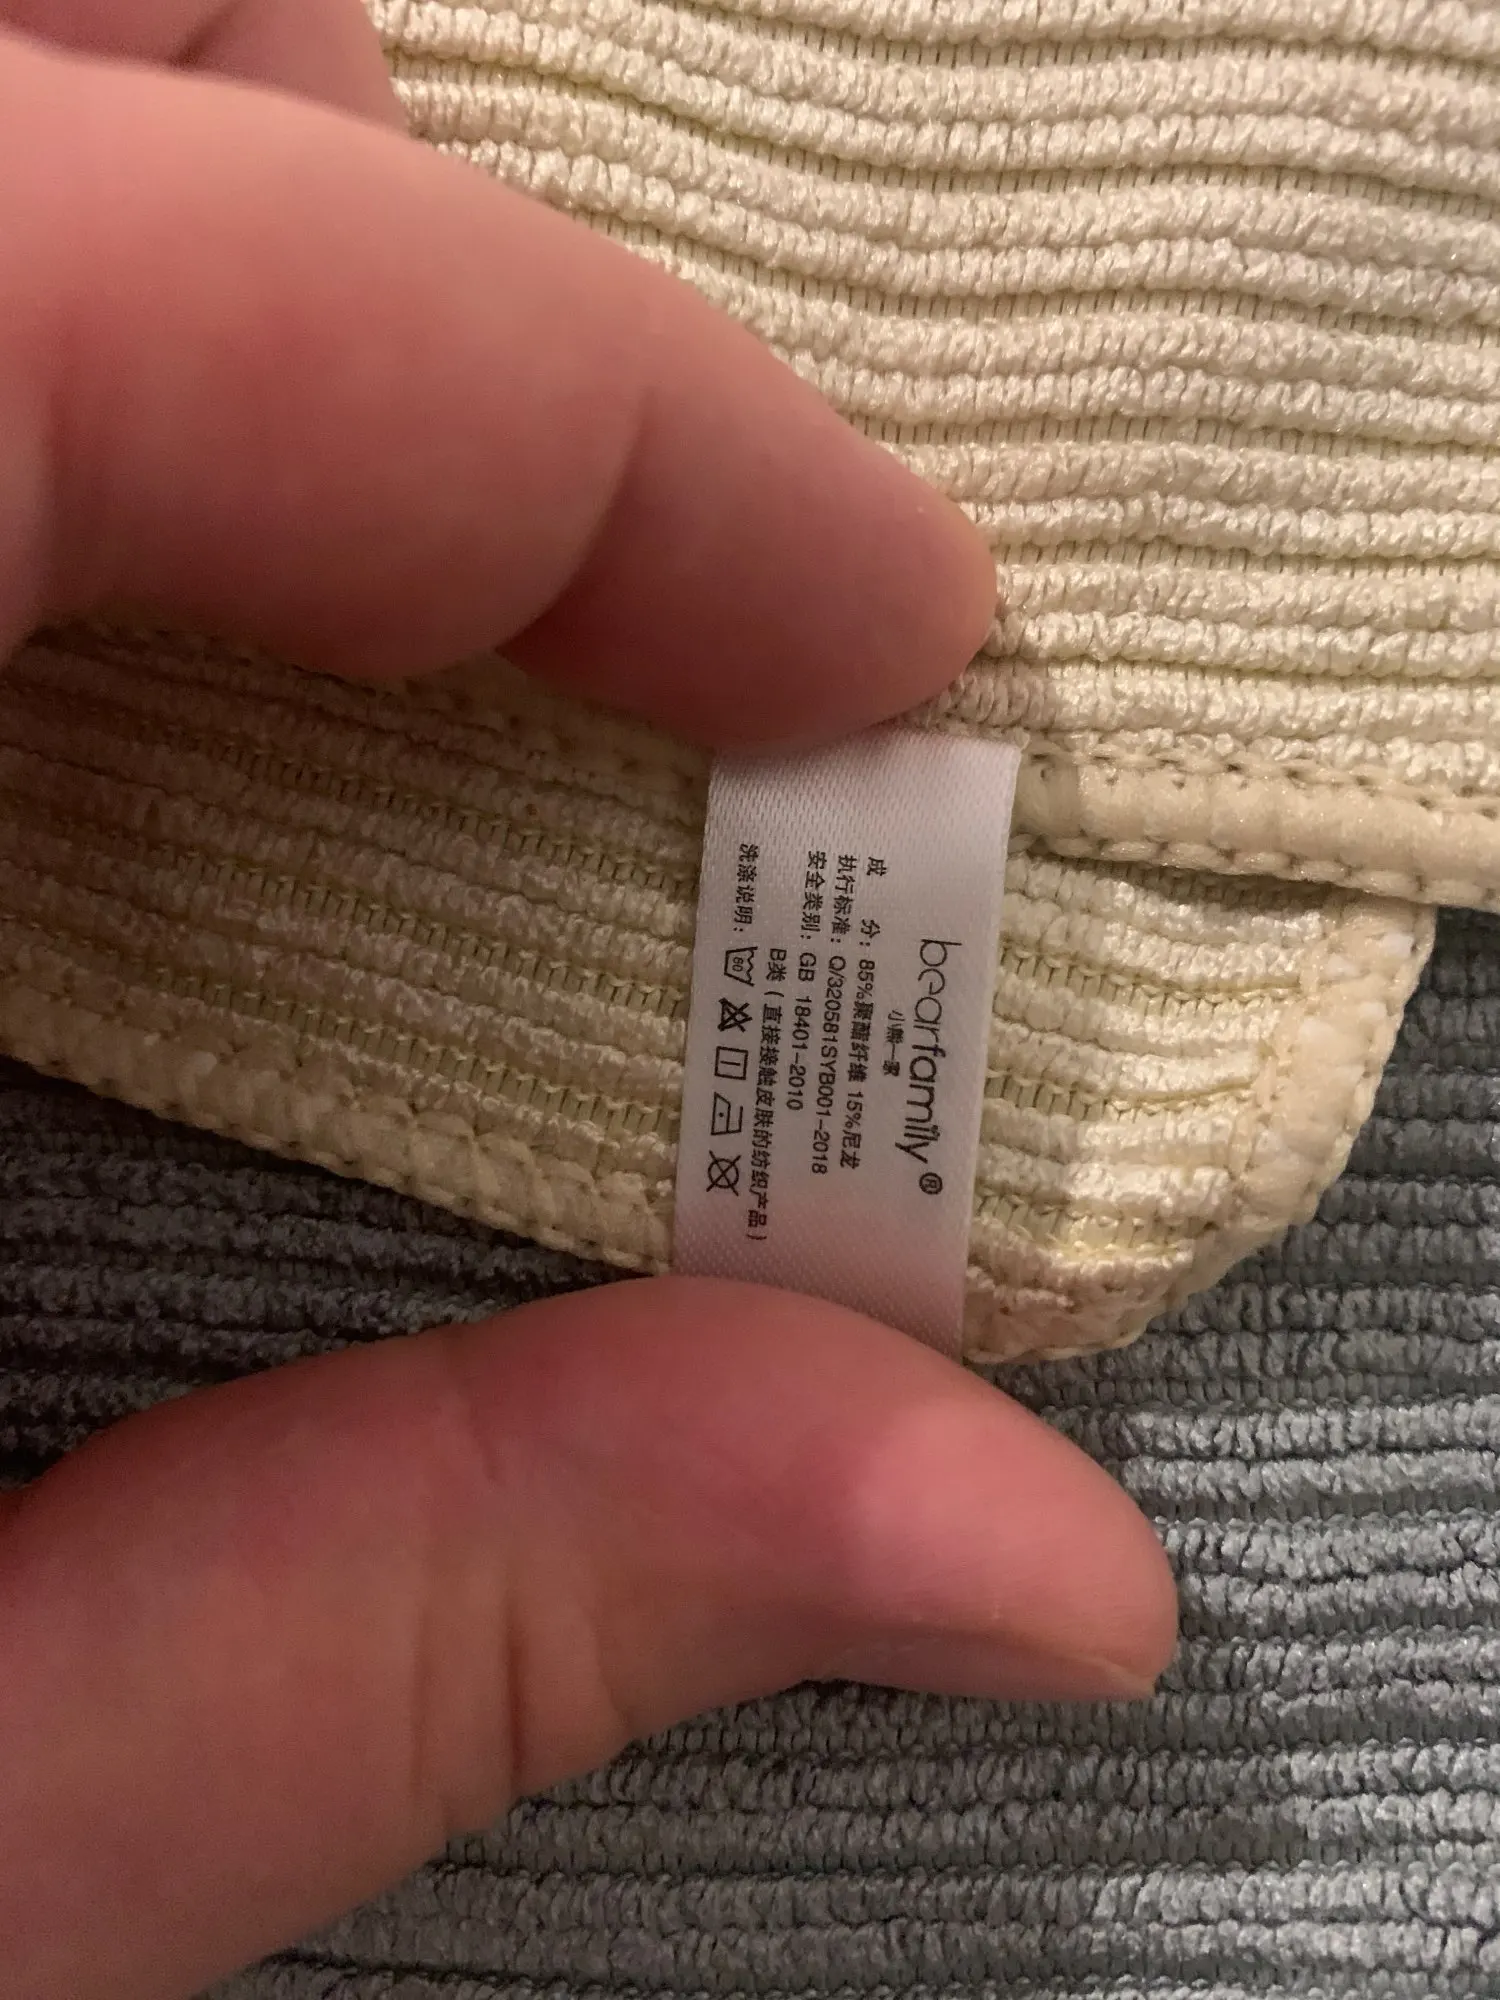 bearfamily®
小熊一家
成 分：85%聚酯纤维 15%尼龙
执行标准：Q/320581SYB001-2018
安全类别：GB 18401-2010
B类（直接接触皮肤的纺织产品）
洗涤说明：
60